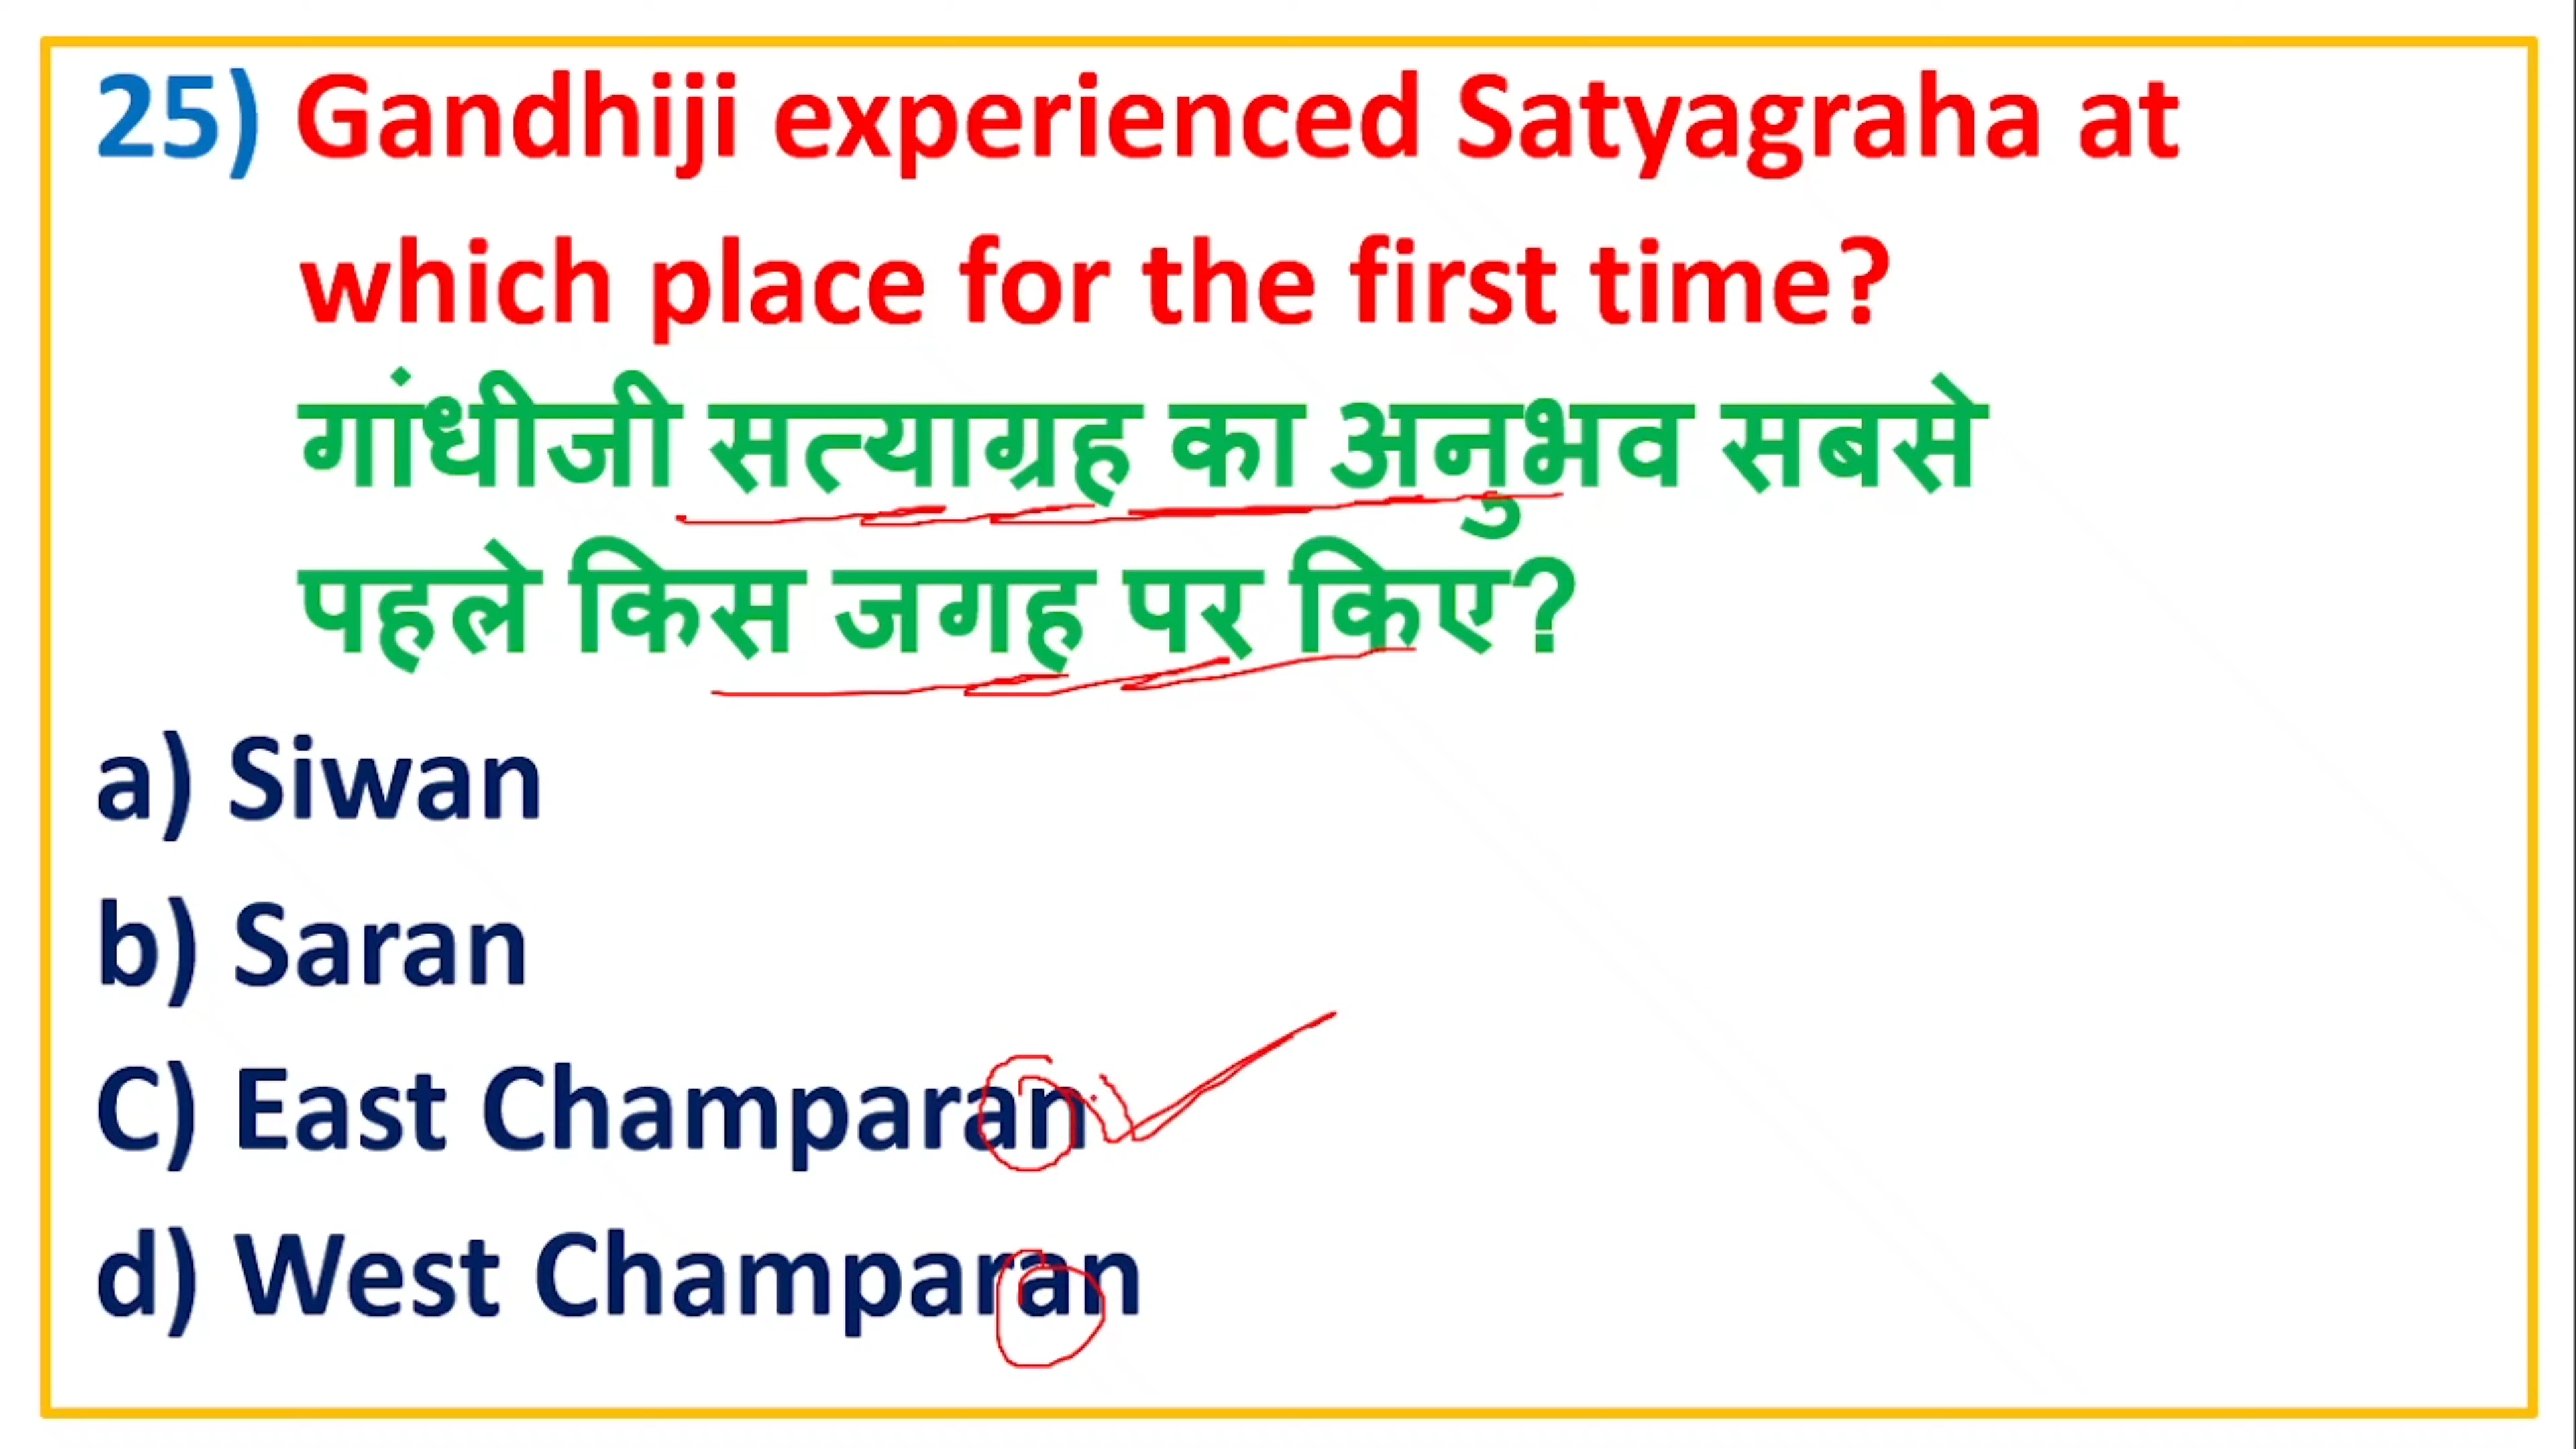 25) Gandhiji experienced Satyagraha at
which place for the first time?
गांधीजी सत्याग्रह का अनुभव सबसे
पहले किस जगह पर किए?
a) Siwan
b) Saran
C) East Champaran
d) West Champaran